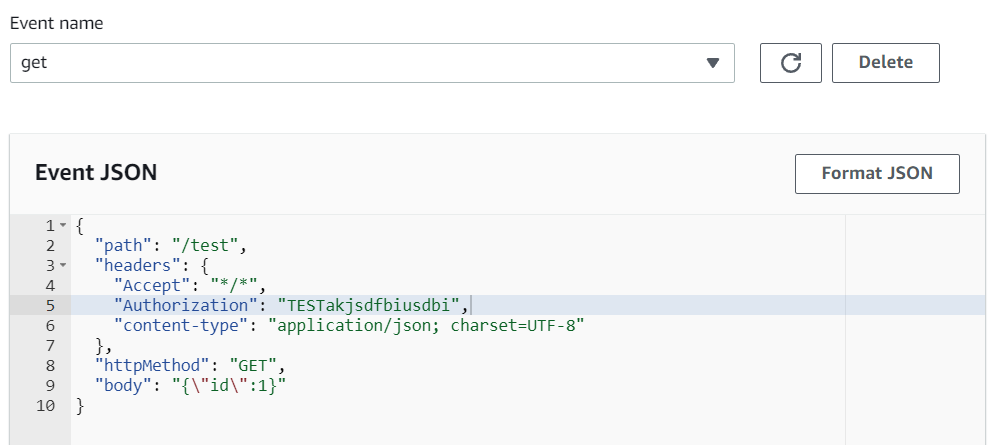 Event name
get
Delete
Event JSON
Format JSON
1 {
2   "path": "/test",
3   "headers": {
4     "Accept": "*/*",
5     "Authorization": "TESTakjsdfbiusdbi",
6     "content-type": "application/json; charset=UTF-8"
7   },
8   "httpMethod": "GET",
9   "body": "{\"id\":1}"
10 }